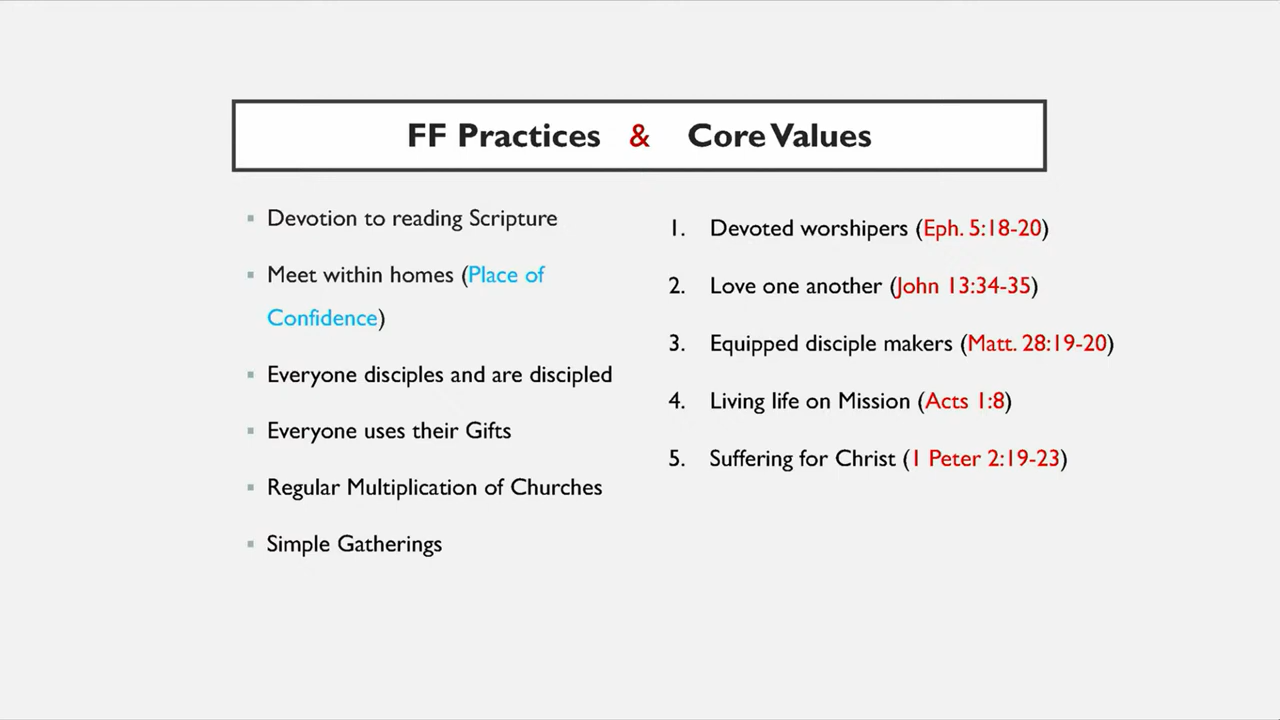 FF Practices & Core Values
▪ Devotion to reading Scripture
▪ Meet within homes (Place of
Confidence)
▪ Everyone disciples and are discipled
▪ Everyone uses their Gifts
▪ Regular Multiplication of Churches
▪ Simple Gatherings
1. Devoted worshipers (Eph. 5:18-20)
2. Love one another (John 13:34-35)
3. Equipped disciple makers (Matt. 28:19-20)
4. Living life on Mission (Acts 1:8)
5. Suffering for Christ (1 Peter 2:19-23)